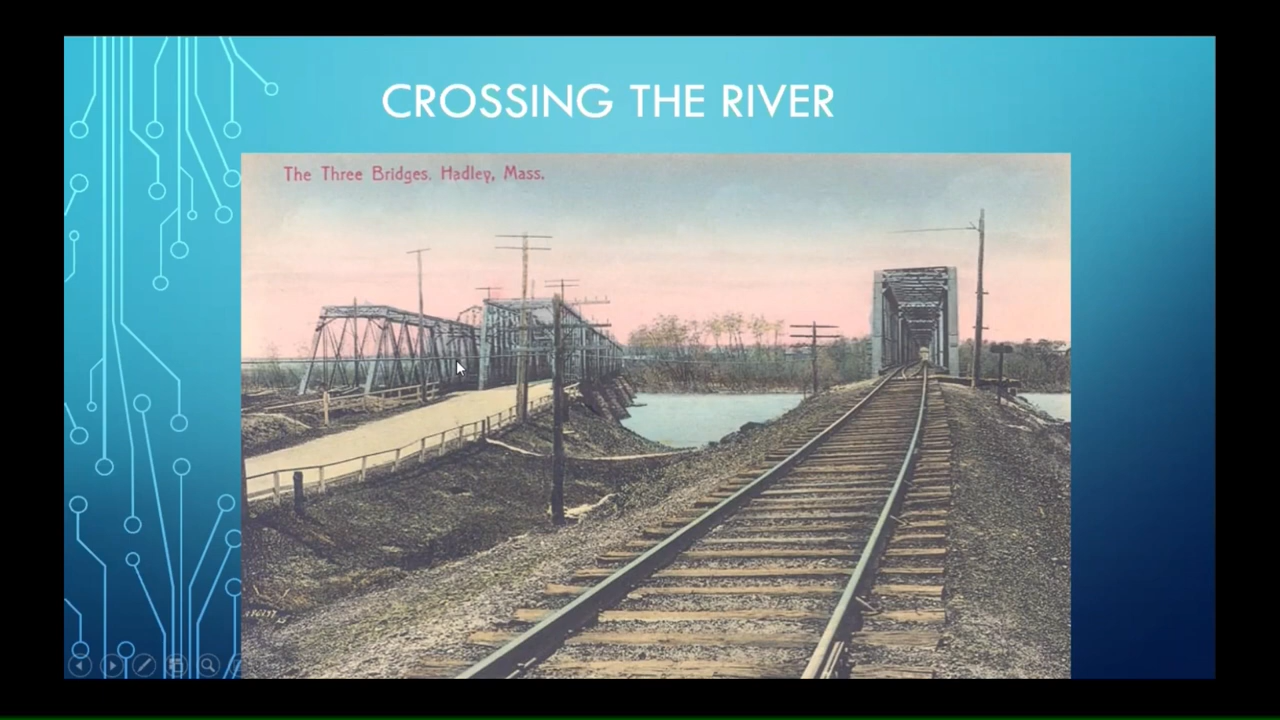 CROSSING THE RIVER
The Three Bridges. Hadley, Mass.